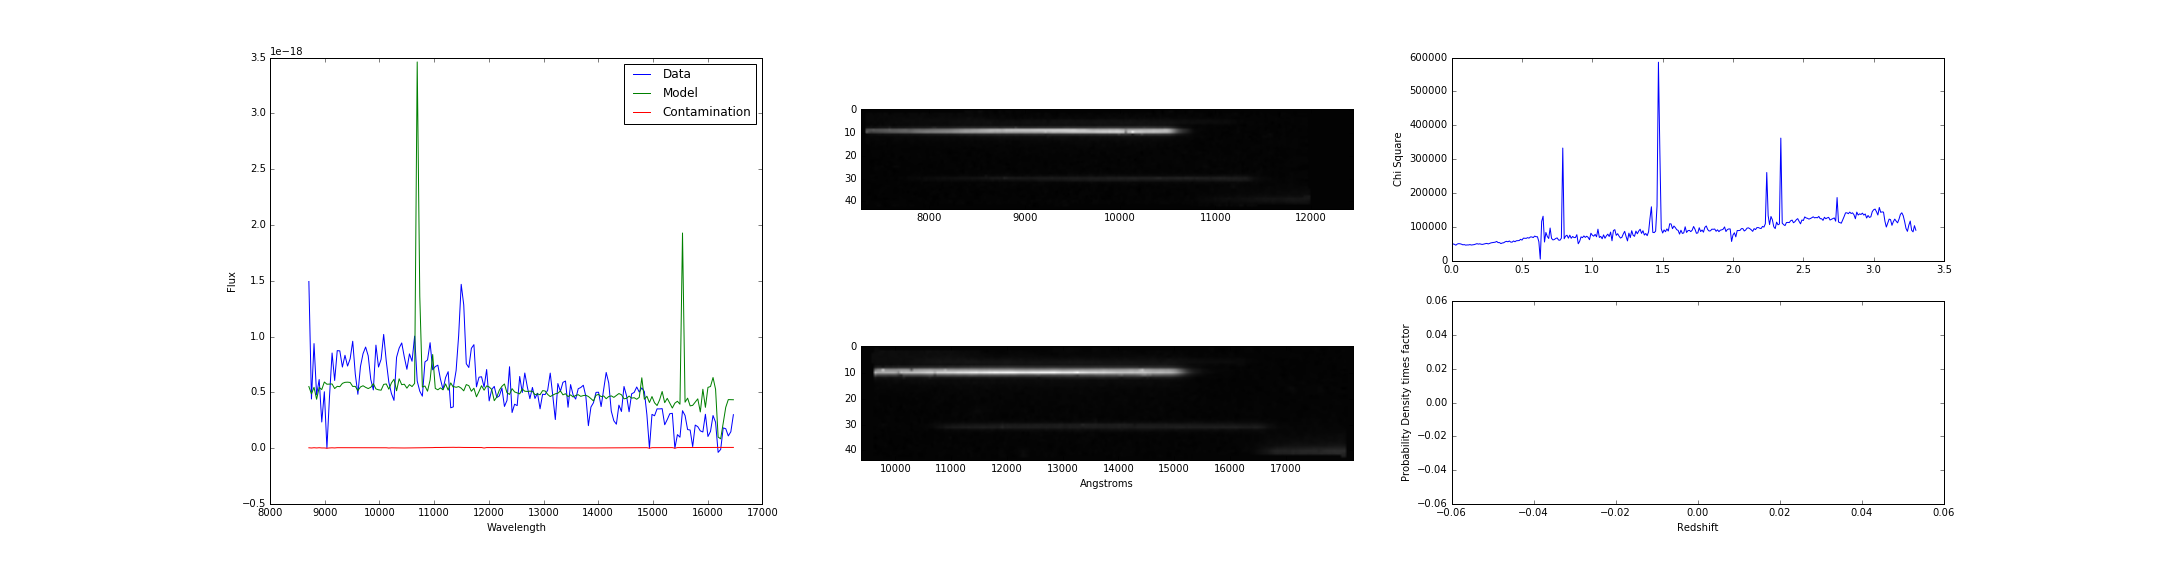 1e−18
3.5
3.0
2.5
2.0
1.5
1.0
0.5
0.0
−0.5
8000 9000 10000 11000 12000 13000 14000 15000 16000 17000
Wavelength
Flux
Data
Model
Contamination
0
10
20
30
40
8000 9000 10000 11000 12000
0
10
20
30
40
10000 11000 12000 13000 14000 15000 16000 17000
Angstroms
600000
500000
400000
300000
200000
100000
0
0.0 0.5 1.0 1.5 2.0 2.5 3.0 3.5
Chi Square
0.06
0.04
0.02
0.00
−0.02
−0.04
−0.06
−0.06 −0.04 −0.02 0.00 0.02 0.04 0.06
Redshift
Probability Density times factor